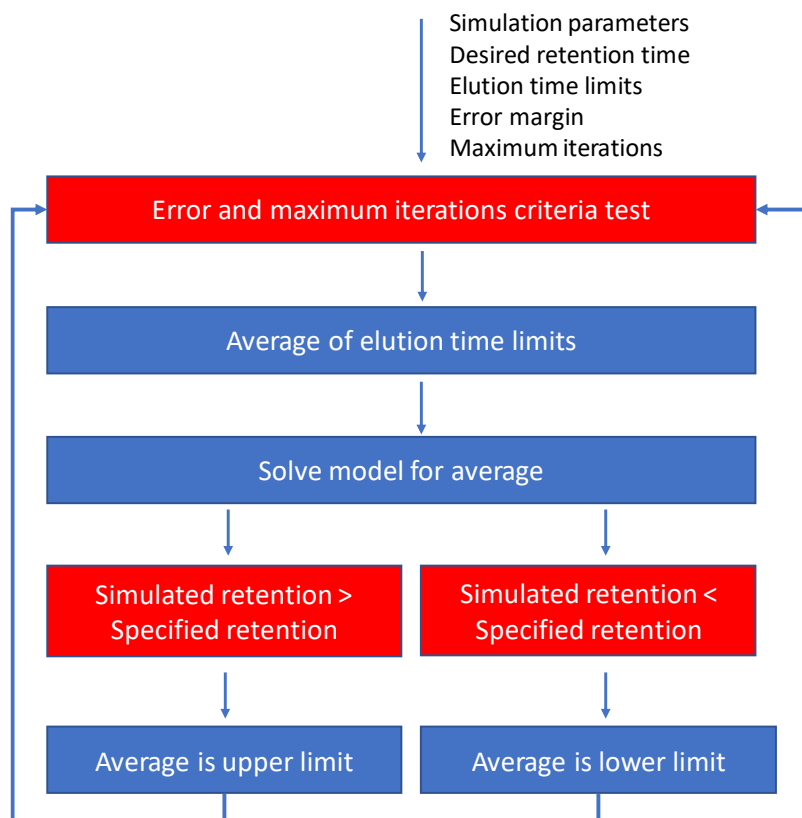 Simulation parameters
Desired retention time
Elution time limits
Error margin
Maximum iterations
Error and maximum iterations criteria test
Average of elution time limits
Solve model for average
Simulated retention >
Specified retention
Simulated retention <
Specified retention
Average is upper limit
Average is lower limit